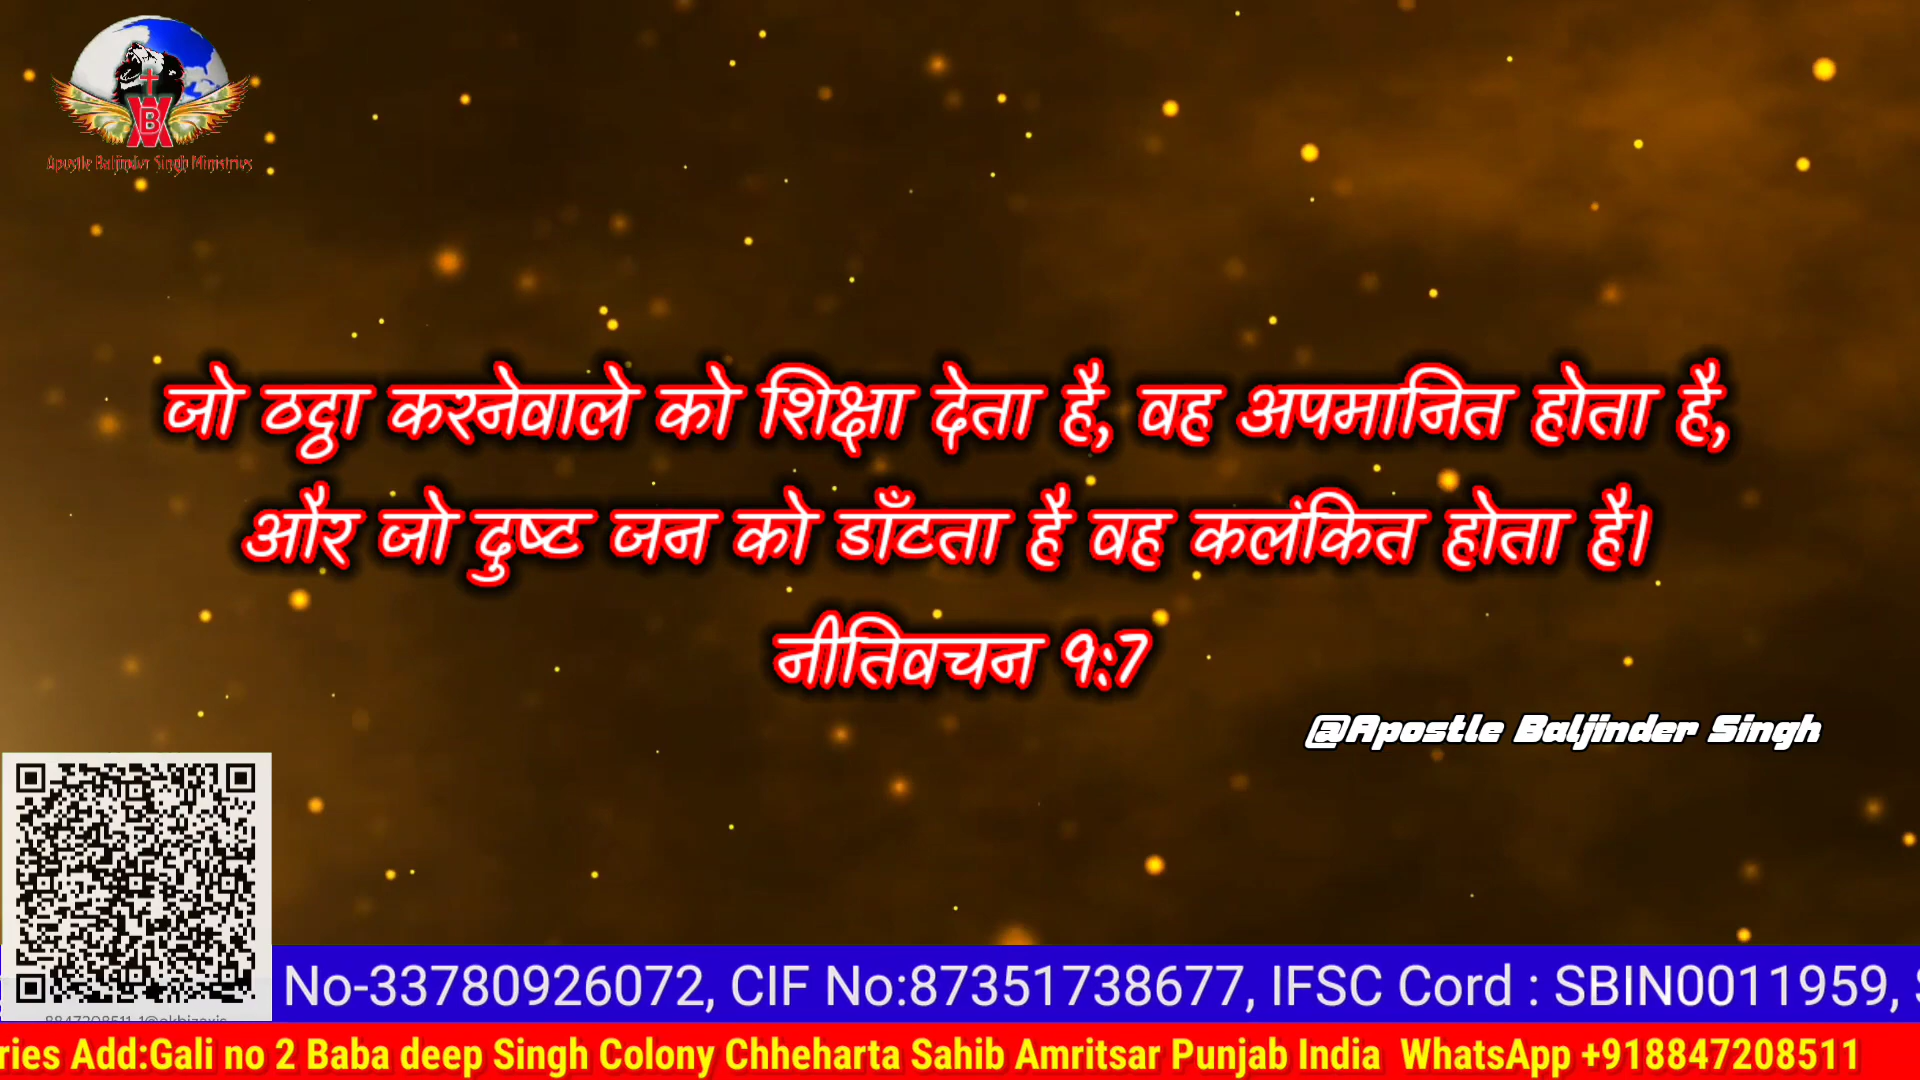 Apostle Baljinder Singh Ministries
जो ठट्ठा करनेवाले को शिक्षा देता है, वह अपमानित होता है,
और जो दुष्ट जन को डाँटता है वह कलंकित होता है।
नीतिवचन 9:7
@Apostle Baljinder Singh
No-33780926072, CIF No:87351738677, IFSC Cord : SBIN0011959, S
ries Add:Gali no 2 Baba deep Singh Colony Chheharta Sahib Amritsar Punjab India WhatsApp +918847208511